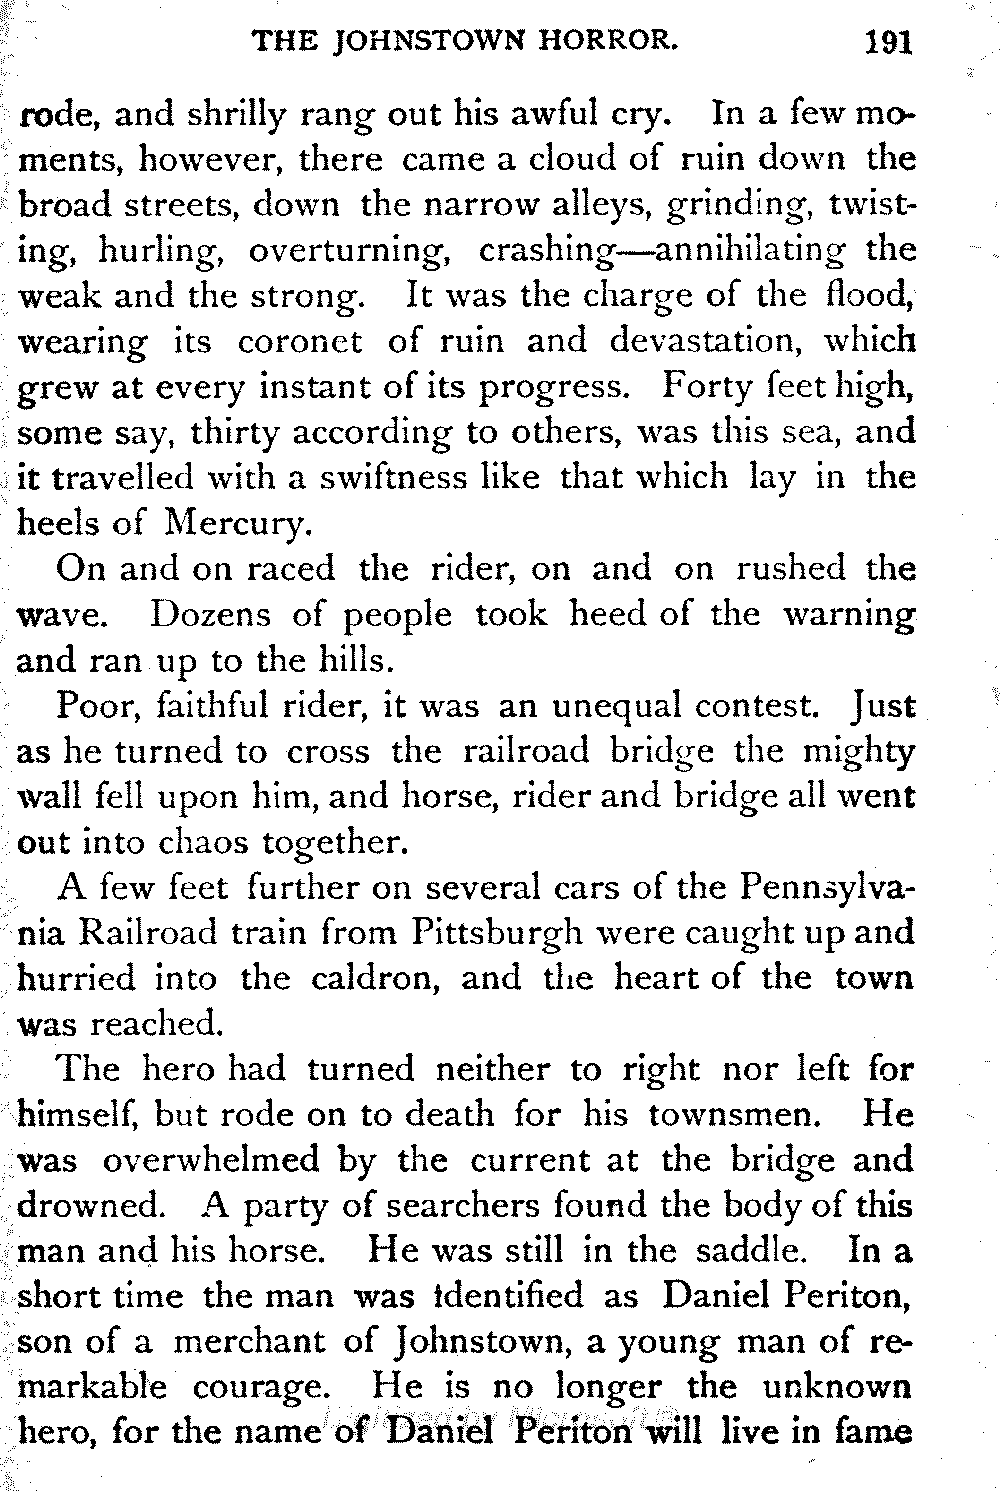 THE JOHNSTOWN HORROR. 191
rode, and shrilly rang out his awful cry. In a few mo-
ments, however, there came a cloud of ruin down the
broad streets, down the narrow alleys, grinding, twist-
ing, hurling, overturning, crashing—annihilating the
weak and the strong. It was the charge of the flood,
wearing its coronet of ruin and devastation, which
grew at every instant of its progress. Forty feet high,
some say, thirty according to others, was this sea, and
it travelled with a swiftness like that which lay in the
heels of Mercury.
On and on raced the rider, on and on rushed the
wave. Dozens of people took heed of the warning
and ran up to the hills.
Poor, faithful rider, it was an unequal contest. Just
as he turned to cross the railroad bridge the mighty
wall fell upon him, and horse, rider and bridge all went
out into chaos together.
A few feet further on several cars of the Pennsylva-
nia Railroad train from Pittsburgh were caught up and
hurried into the caldron, and the heart of the town
was reached.
The hero had turned neither to right nor left for
himself, but rode on to death for his townsmen. He
was overwhelmed by the current at the bridge and
drowned. A party of searchers found the body of this
man and his horse. He was still in the saddle. In a
short time the man was identified as Daniel Periton,
son of a merchant of Johnstown, a young man of re-
markable courage. He is no longer the unknown
hero, for the name of Daniel Periton will live in fame